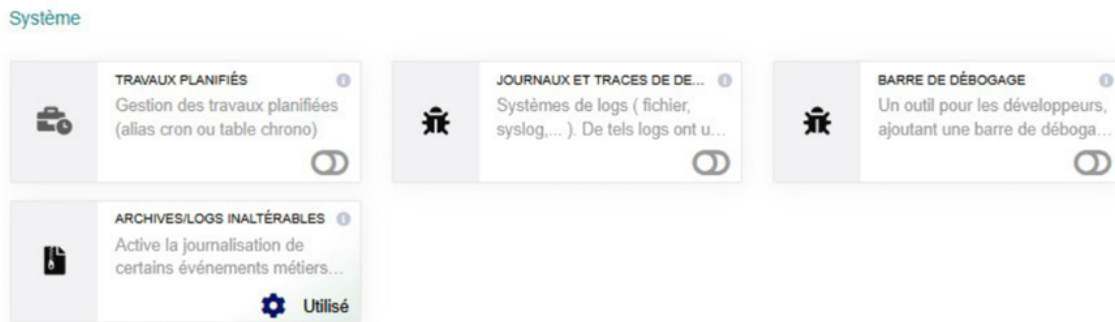 Système
TRAVAUX PLANIFIÉS
Gestion des travaux planifiées
(alias cron ou table chrono)
JOURNAUX ET TRACES DE DE...
Systèmes de logs ( fichier,
syslog,... ). De tels logs ont u...
BARRE DE DÉBOGAGE
Un outil pour les développeurs,
ajoutant une barre de déboga...
ARCHIVES/LOGS INALTÉRABLES
Active la journalisation de
certains événements métiers...
Utilisé